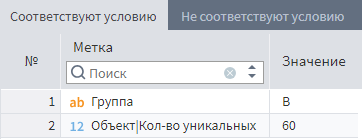 Соответствуют условию Не соответствуют условию
№ Метка Значение
Поиск
1 ab Группа B
2 12 Объект|Кол-во уникальных 60